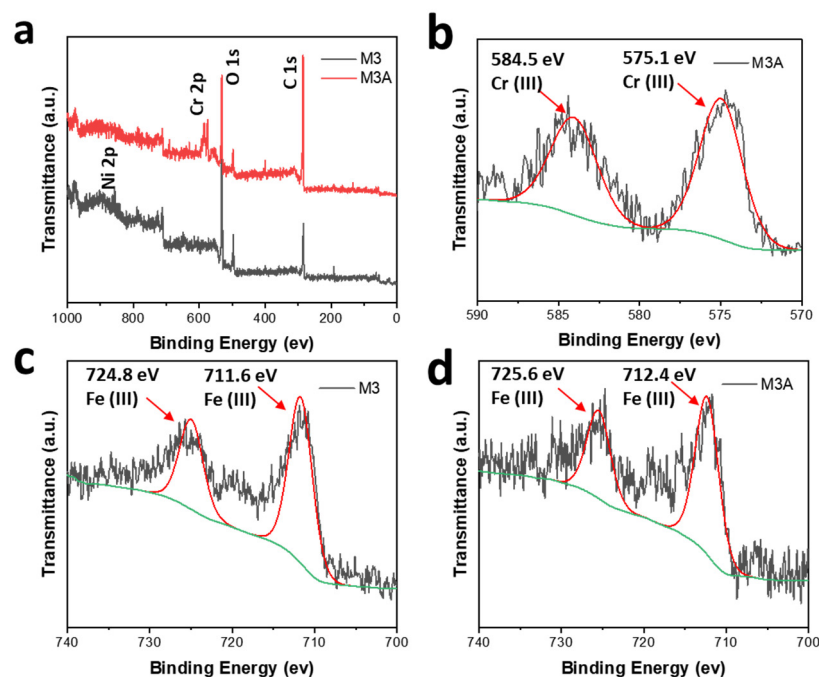 a
M3
M3A
Cr 2p
O 1s
C 1s
Ni 2p
Transmittance (a.u.)
1000 800 600 400 200 0
Binding Energy (ev)
b
584.5 eV
Cr (III)
575.1 eV
Cr (III)
M3A
Transmittance (a.u.)
590 585 580 575 570
Binding Energy (ev)
c
724.8 eV
Fe (III)
711.6 eV
Fe (III)
M3
Transmittance (a.u.)
740 730 720 710 700
Binding Energy (ev)
d
725.6 eV
Fe (III)
712.4 eV
Fe (III)
M3A
Transmittance (a.u.)
740 730 720 710 700
Binding Energy (ev)